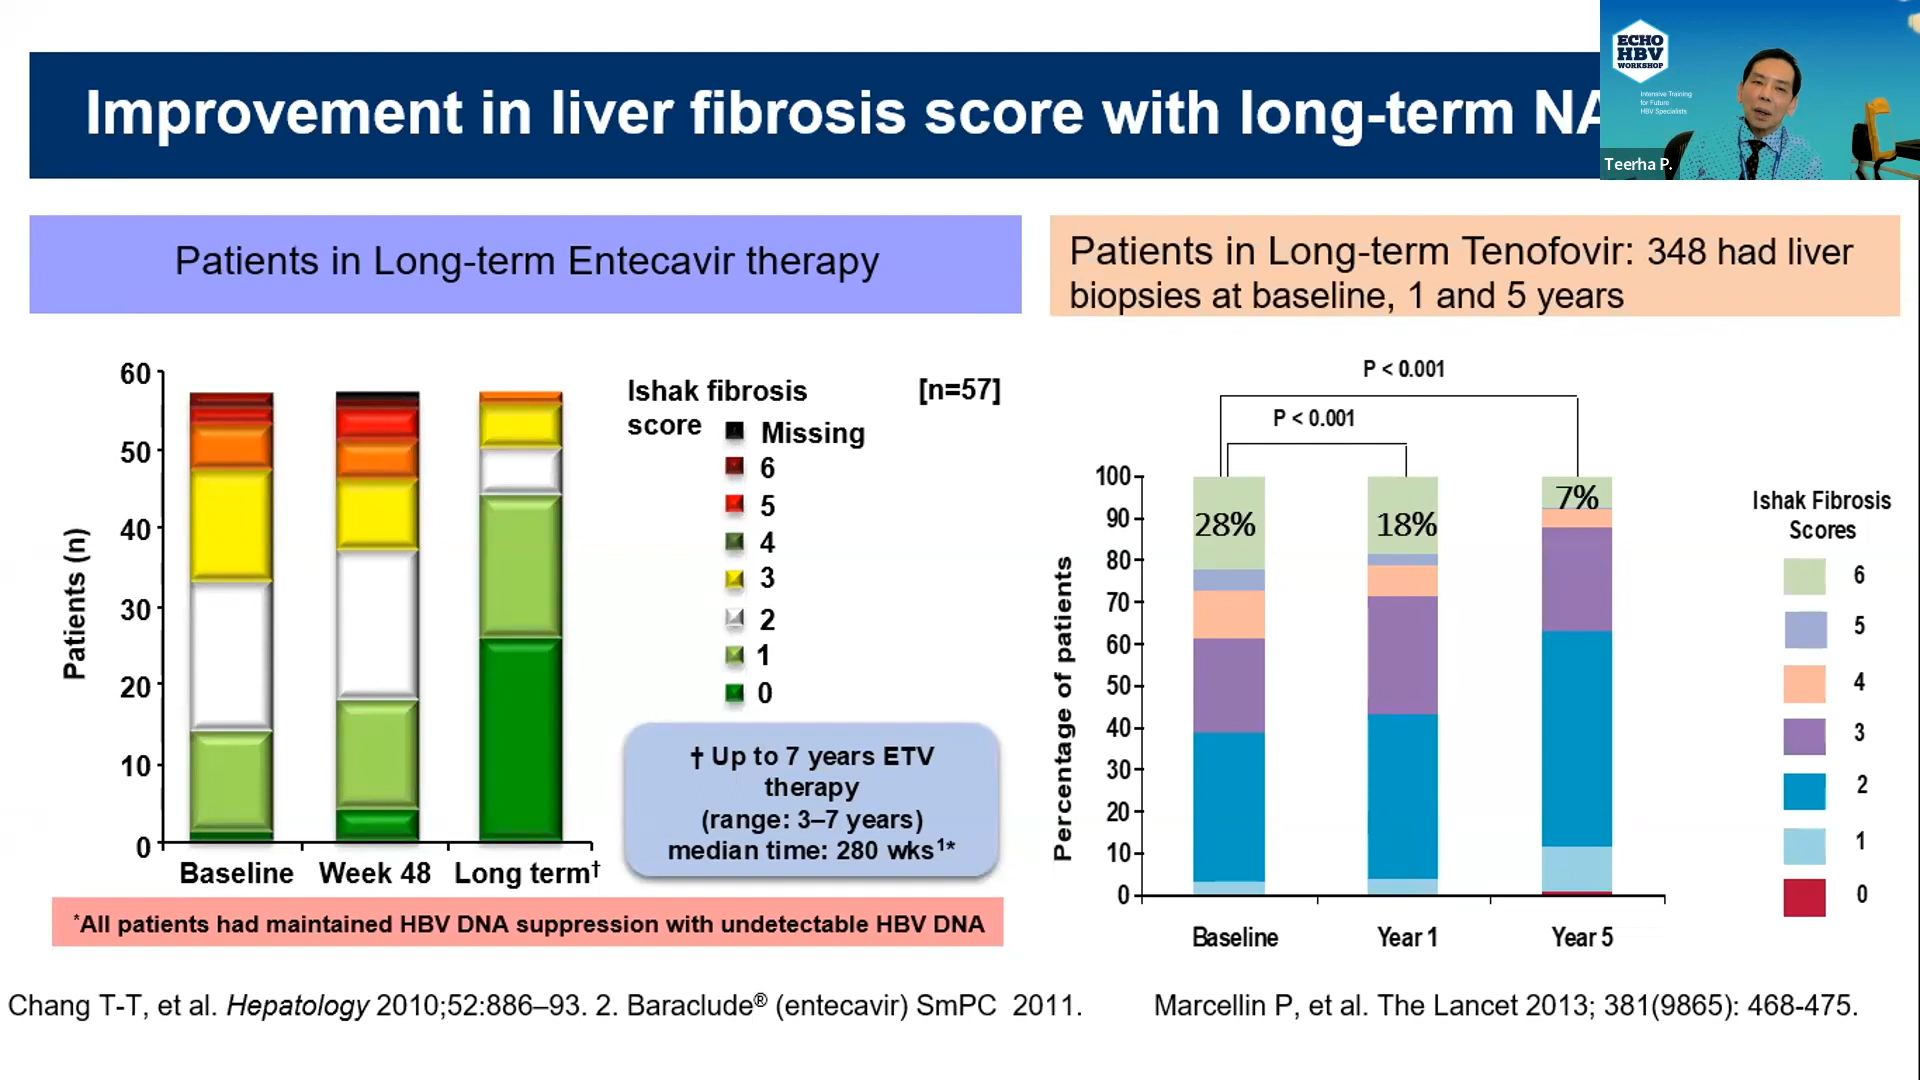 Improvement in liver fibrosis score with long-term NA
ECHO
HBV
WORKSHOP
Intensive Training
for Future
HBV Specialists
Teerha P.
Patients in Long-term Entecavir therapy
Patients in Long-term Tenofovir: 348 had liver
biopsies at baseline, 1 and 5 years
Patients (n)
60
50
40
30
20
10
0
Baseline
Week 48
Long term†
Ishak fibrosis
score
[n=57]
Missing
6
5
4
3
2
1
0
† Up to 7 years ETV
therapy
(range: 3–7 years)
median time: 280 wks¹*
*All patients had maintained HBV DNA suppression with undetectable HBV DNA
P < 0.001
P < 0.001
Percentage of patients
100
90
80
70
60
50
40
30
20
10
0
28%
18%
7%
Baseline
Year 1
Year 5
Ishak Fibrosis
Scores
6
5
4
3
2
1
0
Chang T-T, et al. Hepatology 2010;52:886–93. 2. Baraclude® (entecavir) SmPC 2011.
Marcellin P, et al. The Lancet 2013; 381(9865): 468-475.